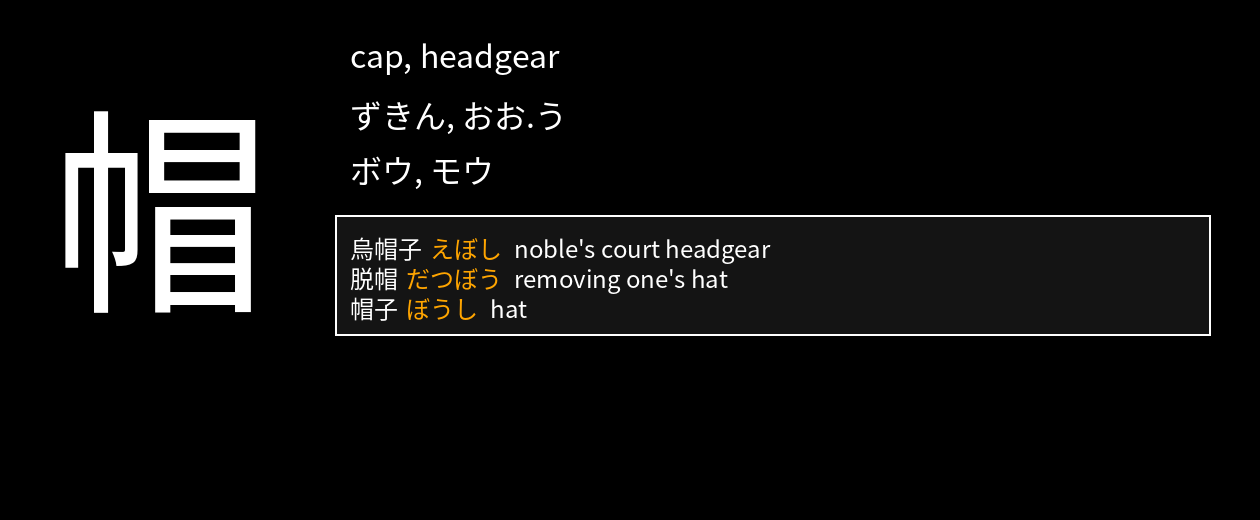 帽
cap, headgear
ずきん, おお.う
ボウ, モウ
烏帽子 えぼし noble's court headgear
脱帽 だつぼう removing one's hat
帽子 ぼうし hat